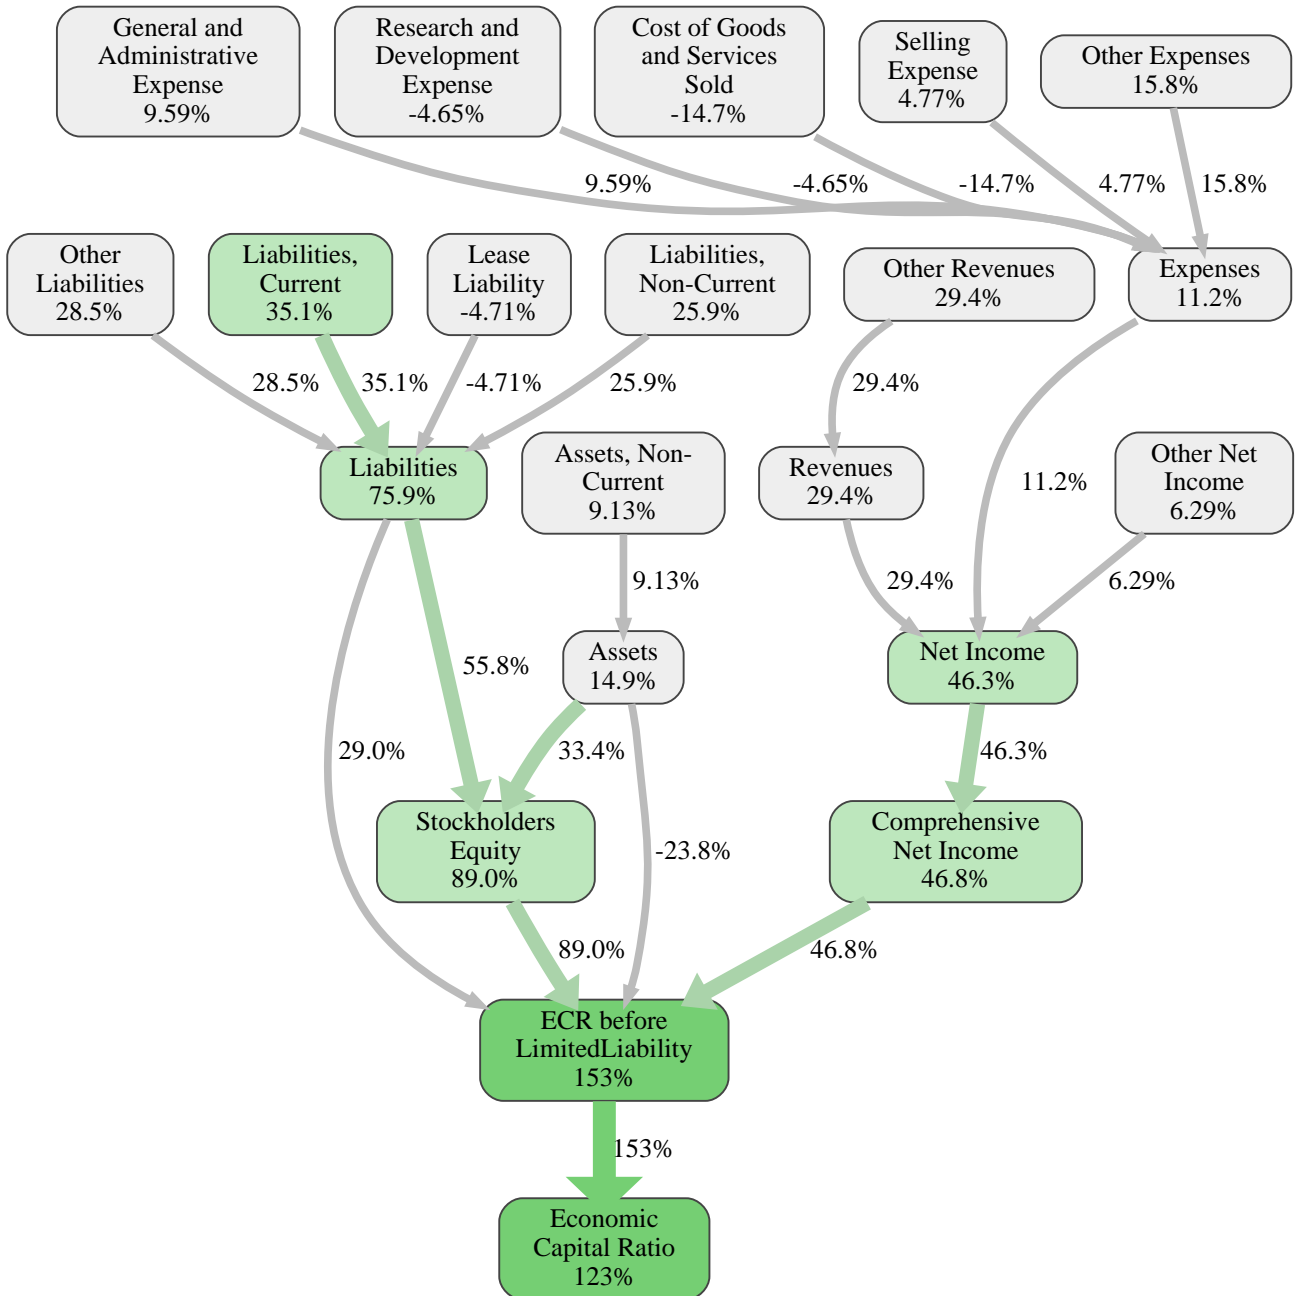 General and
Administrative
Expense
9.59%
Research and
Development
Expense
-4.65%
Cost of Goods
and Services
Sold
-14.7%
Selling
Expense
4.77%
Other Expenses
15.8%
9.59%
-4.65%
-14.7%
4.77%
15.8%
Other
Liabilities
28.5%
Liabilities,
Current
35.1%
Lease
Liability
-4.71%
Liabilities,
Non-Current
25.9%
Other Revenues
29.4%
Expenses
11.2%
28.5%
35.1%
-4.71%
25.9%
29.4%
Liabilities
75.9%
Assets, Non-
Current
9.13%
Revenues
29.4%
11.2%
Other Net
Income
6.29%
9.13%
29.4%
6.29%
55.8%
Assets
14.9%
Net Income
46.3%
29.0%
33.4%
46.3%
Stockholders
Equity
89.0%
-23.8%
Comprehensive
Net Income
46.8%
89.0%
46.8%
ECR before
LimitedLiability
153%
153%
Economic
Capital Ratio
123%